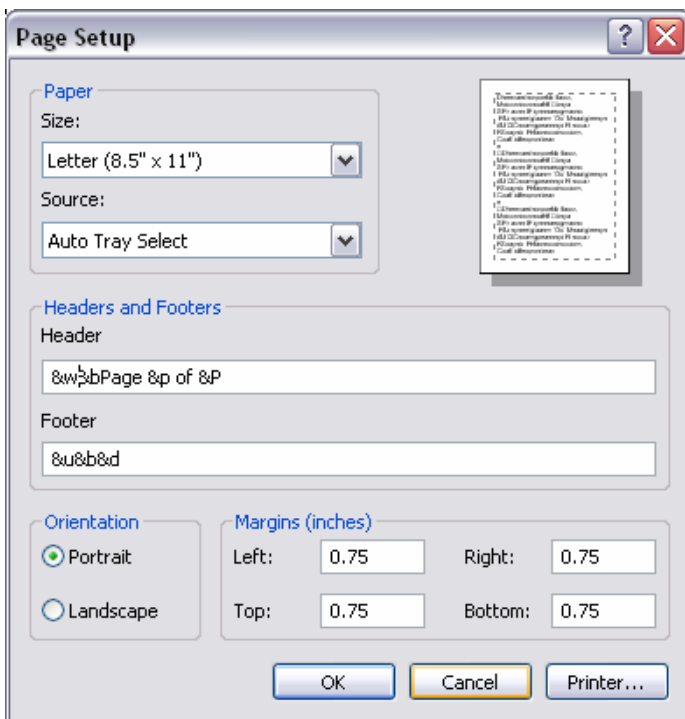 Page Setup
Paper
Size:
Letter (8.5" x 11")
Source:
Auto Tray Select
Headers and Footers
Header
&w&bPage &p of &P
Footer
&u&b&d
Orientation
Portrait
Landscape
Margins (inches)
Left: 0.75 Right: 0.75
Top: 0.75 Bottom: 0.75
OK Cancel Printer...